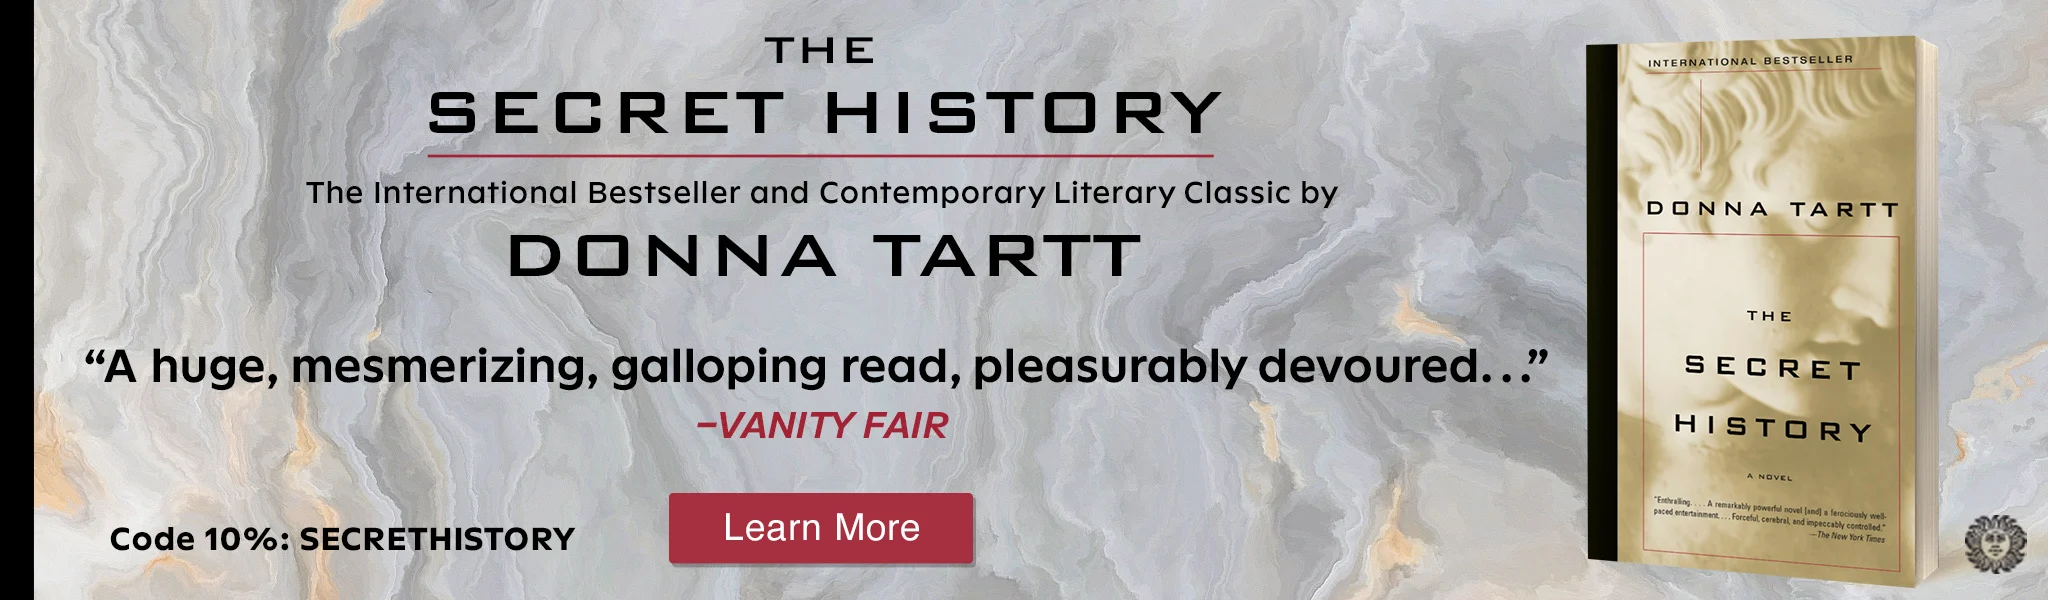 THE
SECRET HISTORY
The International Bestseller and Contemporary Literary Classic by
DONNA TARTT
“A huge, mesmerizing, galloping read, pleasurably devoured...”
–VANITY FAIR
Code 10%: SECRETHISTORY
Learn More
INTERNATIONAL BESTSELLER
DONNA TARTT
THE
SECRET
HISTORY
A NOVEL
"Enthralling. . . . A remarkably powerful novel [and] a ferociously well-
paced entertainment. . . . Forceful, cerebral, and impeccably controlled."
—The New York Times